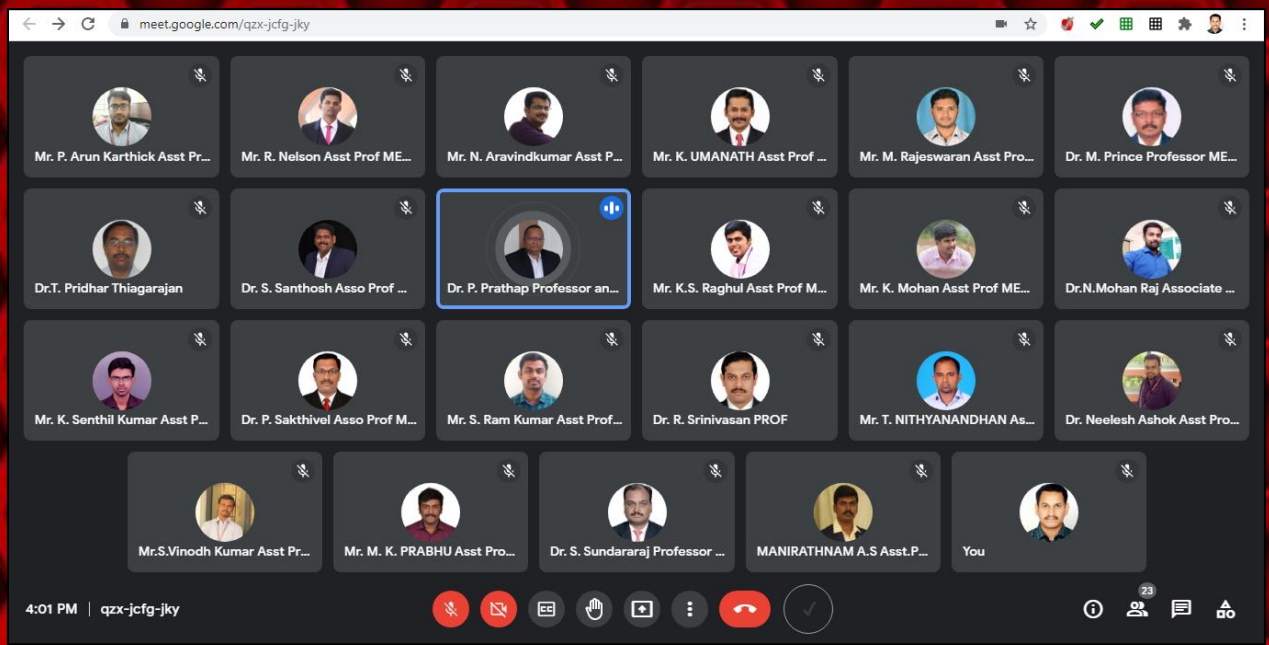 meet.google.com/qzx-jcfg-jky
Mr. P. Arun Karthick Asst Pr...
Mr. R. Nelson Asst Prof ME...
Mr. N. Aravindkumar Asst P...
Mr. K. UMANATH Asst Prof ...
Mr. M. Rajeswaran Asst Pro...
Dr. M. Prince Professor ME...
Dr.T. Pridhar Thiagarajan
Dr. S. Santhosh Asso Prof ...
Dr. P. Prathap Professor an...
Mr. K.S. Raghul Asst Prof M...
Mr. K. Mohan Asst Prof ME...
Dr.N.Mohan Raj Associate ...
Mr. K. Senthil Kumar Asst P...
Dr. P. Sakthivel Asso Prof M...
Mr. S. Ram Kumar Asst Prof...
Dr. R. Srinivasan PROF
Mr. T. NITHYANANDHAN As...
Dr. Neelesh Ashok Asst Pro...
Mr.S.Vinodh Kumar Asst Pr...
Mr. M. K. PRABHU Asst Pro...
Dr. S. Sundararaj Professor ...
MANIRATHNAM A.S Asst.P...
You
4:01 PM | qzx-jcfg-jky
CC
23